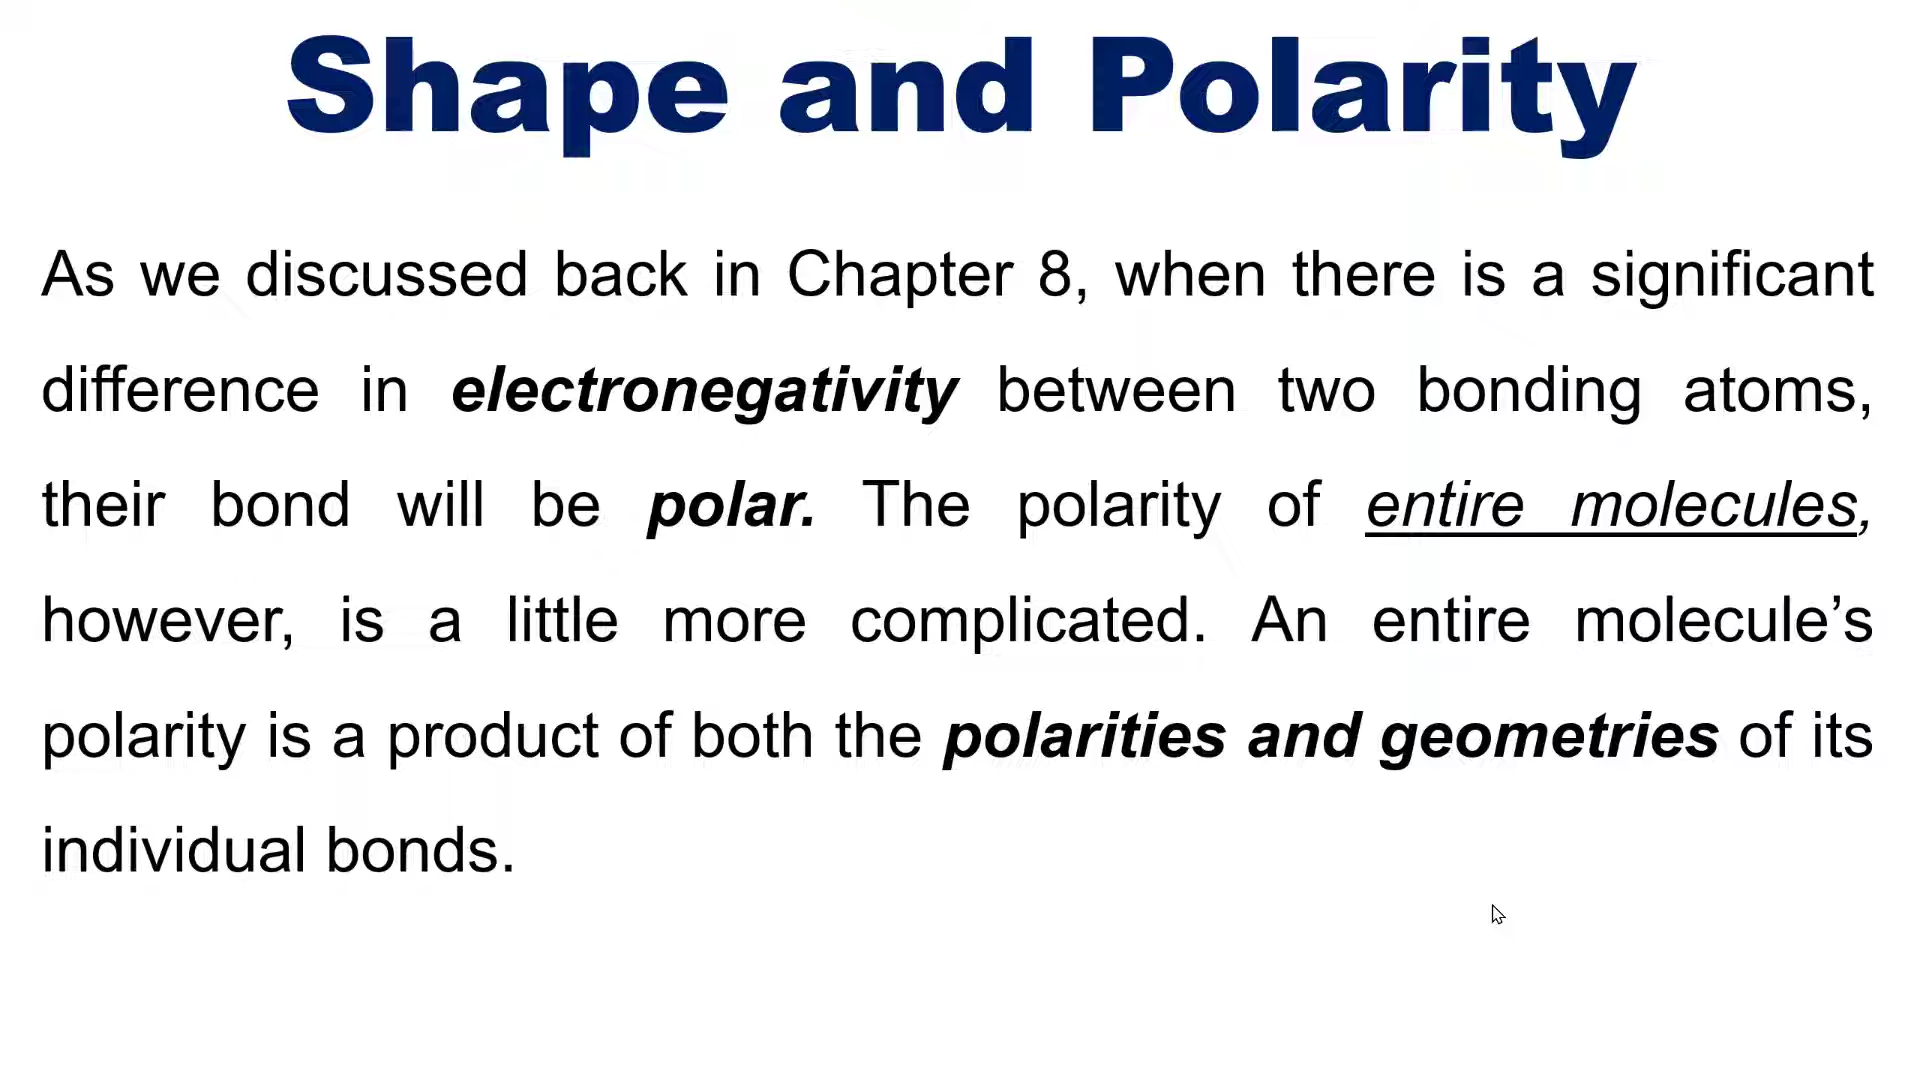 Shape and Polarity
As we discussed back in Chapter 8, when there is a significant
difference in electronegativity between two bonding atoms,
their bond will be polar. The polarity of entire molecules,
however, is a little more complicated. An entire molecule’s
polarity is a product of both the polarities and geometries of its
individual bonds.